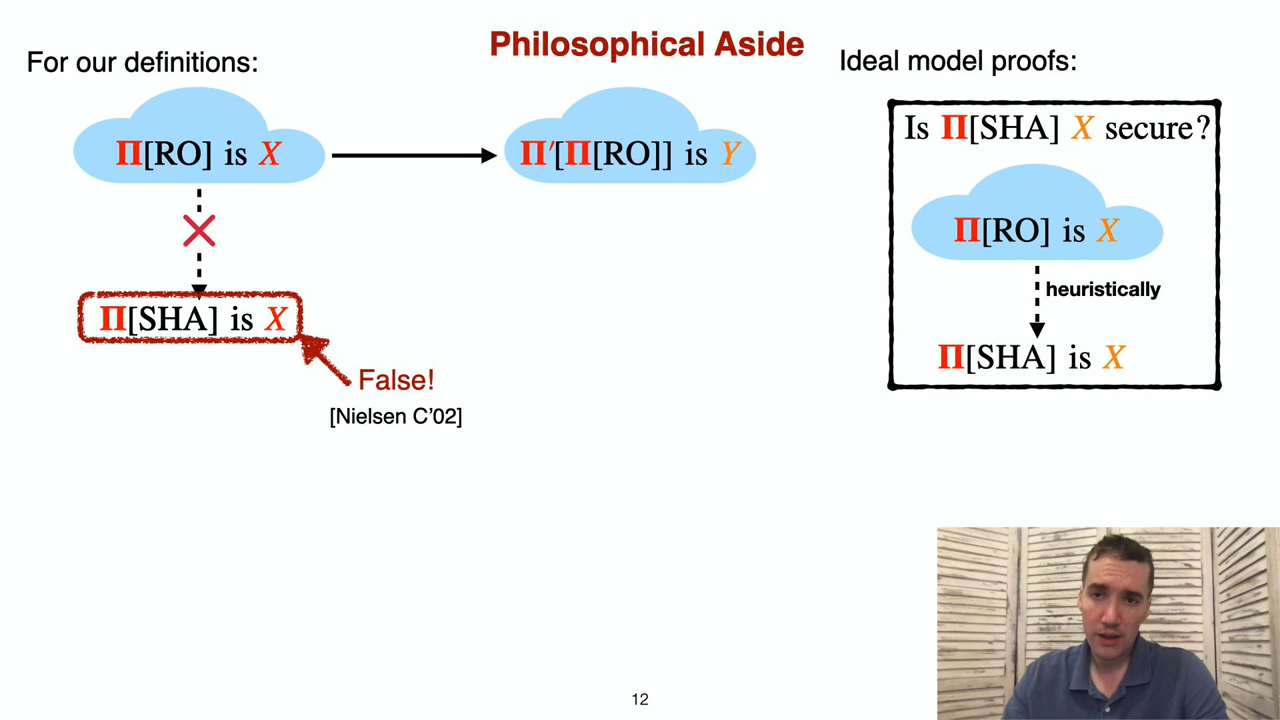 Philosophical Aside
For our definitions:
Π[RO] is X
Π′[Π[RO]] is Y
Π[SHA] is X
False!
[Nielsen C’02]
Ideal model proofs:
Is Π[SHA] X secure?
Π[RO] is X
heuristically
Π[SHA] is X
12